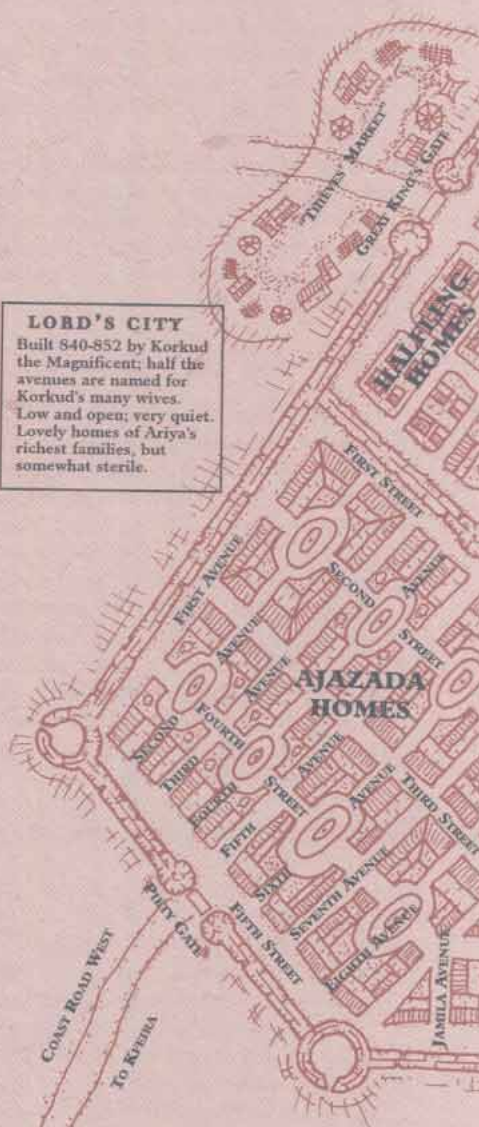 "THIEVES' MARKET"
GREAT KING'S GATE
HALFLING
HOMES
LORD'S CITY
Built 840-852 by Korkud
the Magnificent; half the
avenues are named for
Korkud's many wives.
Low and open; very quiet.
Lovely homes of Ariya's
richest families, but
somewhat sterile.
FIRST STREET
FIRST AVENUE
SECOND
STREET
AVENUE
AVENUE
AVENUE
AJAZADA
HOMES
SECOND
THIRD
FOURTH
FOURTH
STREET
AVENUE
AVENUE
THIRD STREET
FIFTH
SIXTH
SEVENTH AVENUE
EIGHTH AVENUE
PIETY GATE
FIFTH STREET
JAMILA AVENUE
COAST ROAD WEST
TO KFEIRA